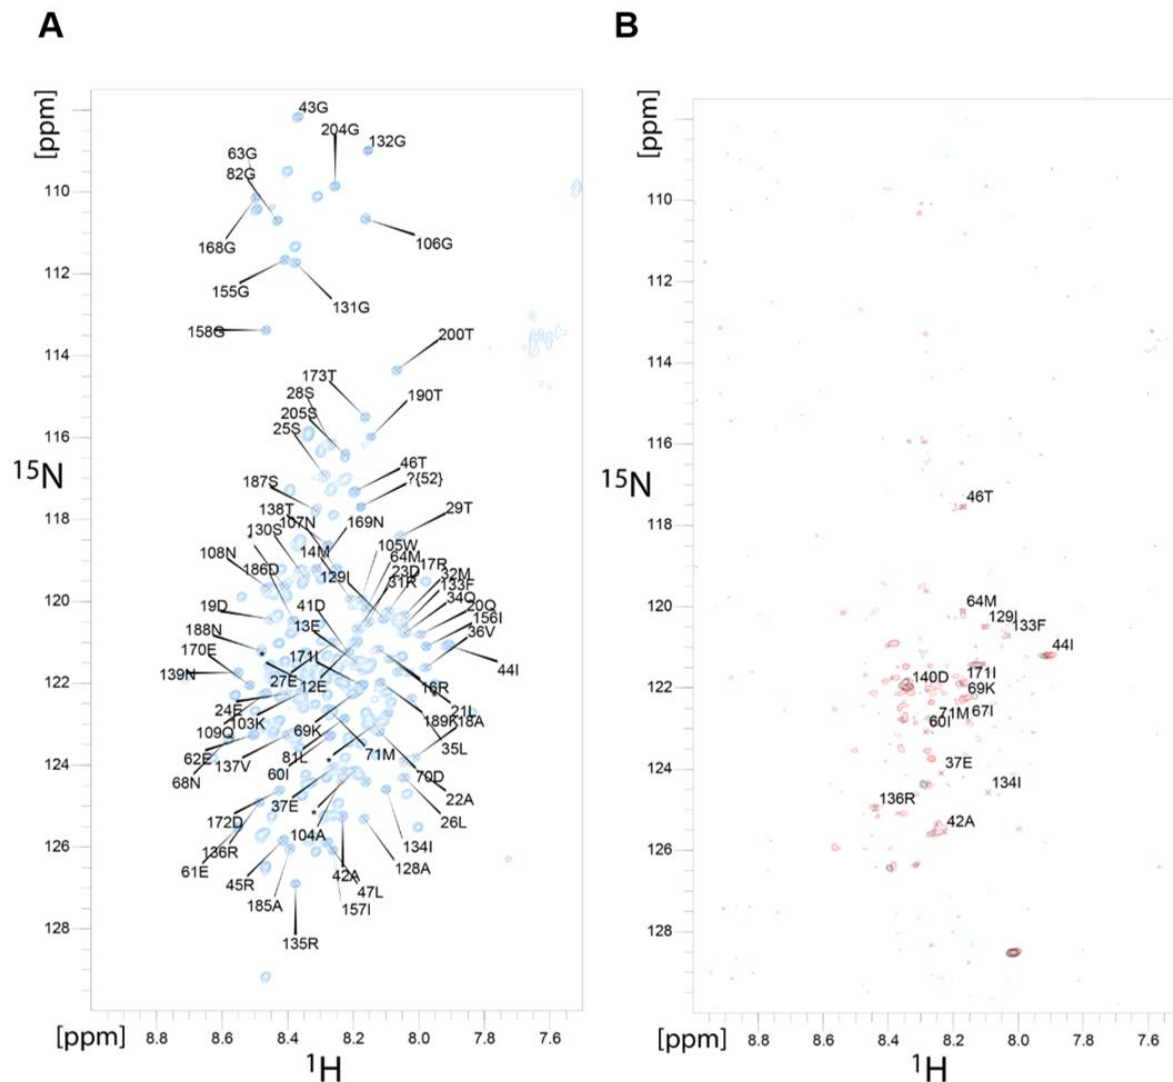 A
B
[ppm]
43G
204G
132G
63G
82G
110
168G
106G
112
155G
131G
158G
200T
114
173T
28S
190T
205S
25S
116
15N
46T
?{52}
187S
118
138T
107N
169N
29T
130S
105W
108N
14M
64M
186D
129I
23D
17R
31R
32M
133F
120
34Q
19D
41D
20Q
156I
13E
36V
188N
170E
44I
139N
171I
27E
12E
16R
122
24E
21L
103K
189K
18A
109Q
69K
35L
62E
81L
71M
137V
60I
70D
68N
124
22A
37E
26L
172D
104A
136R
134I
61E
128A
126
45R
42A
47L
185A
157I
128
135R
[ppm]
8.8
8.6
8.4
8.2
8.0
7.8
7.6
1H
[ppm]
110
112
114
116
15N
46T
118
120
64M
129I
133F
44I
122
140D
171I
69K
71M
67I
60I
124
37E
134I
136R
42A
126
128
[ppm]
8.8
8.6
8.4
8.2
8.0
7.8
7.6
1H